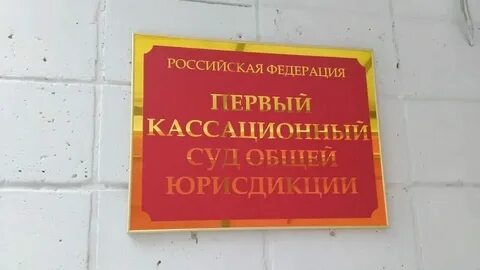 РОССИЙСКАЯ ФЕДЕРАЦИЯ
ПЕРВЫЙ
КАССАЦИОННЫЙ
СУД ОБЩЕЙ
ЮРИСДИКЦИИ